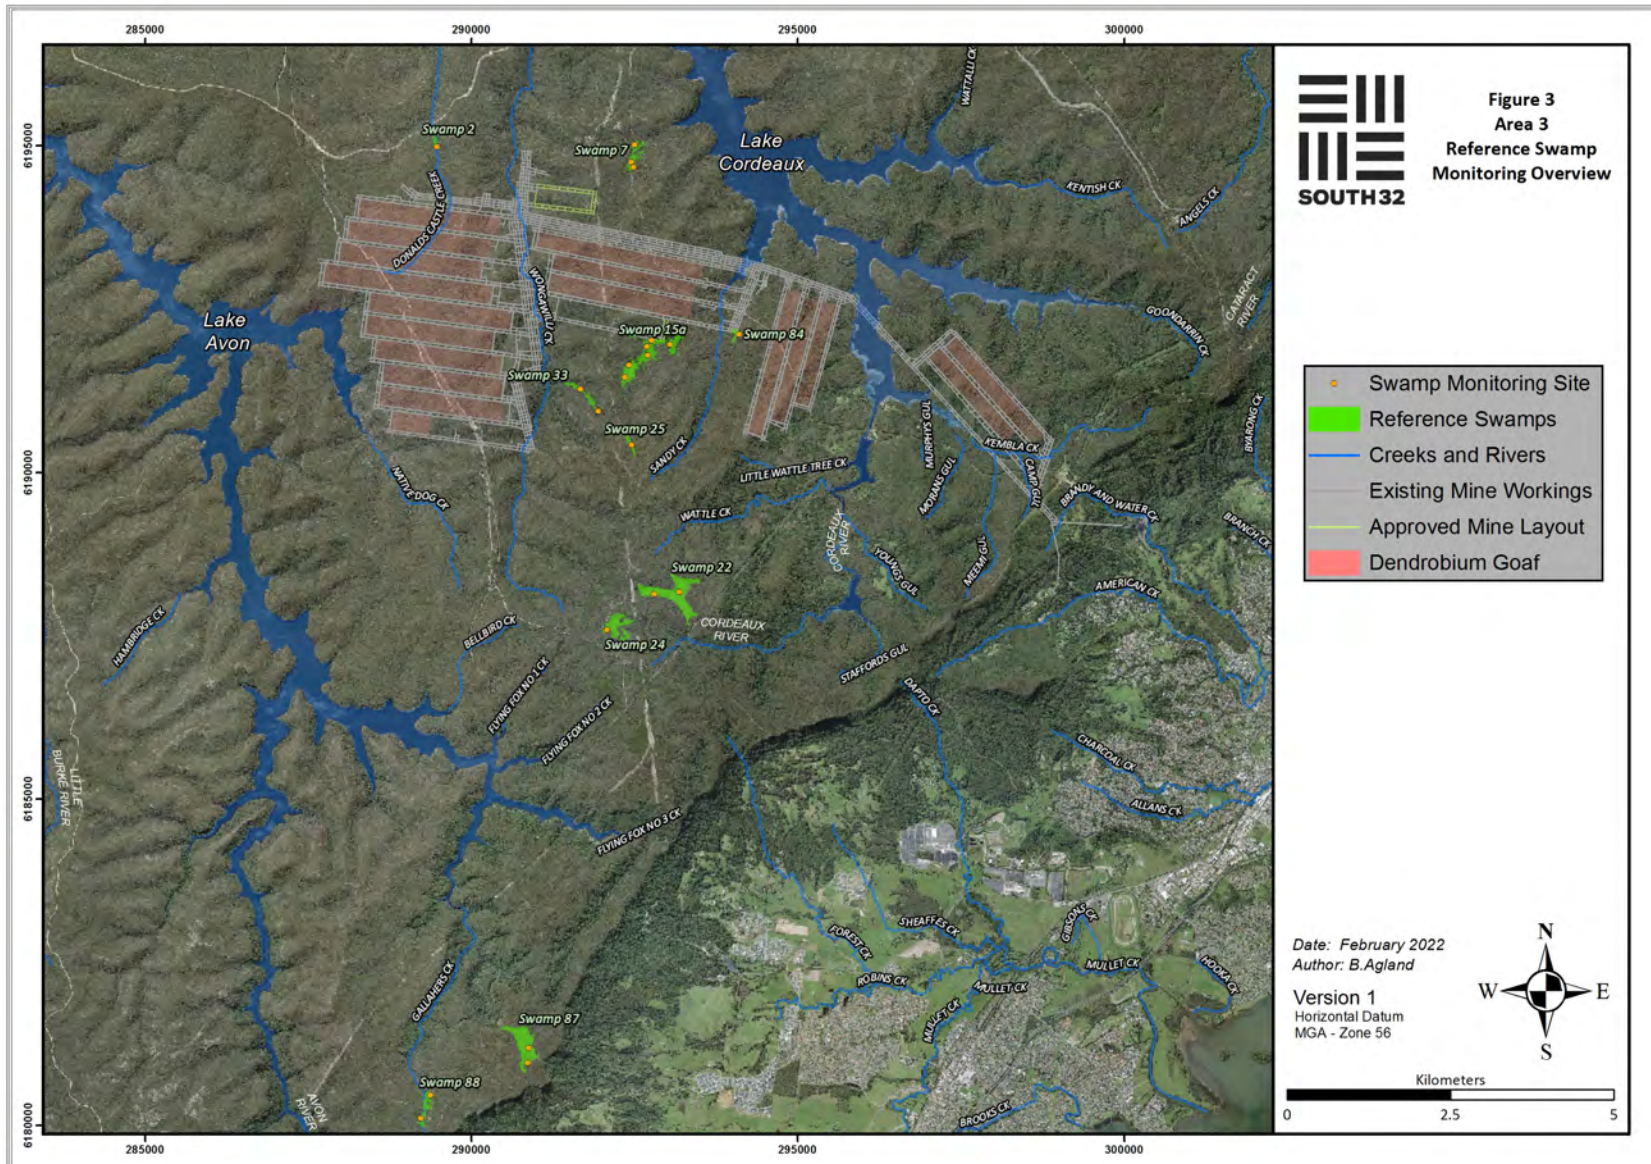 285000
290000
295000
300000
6195000
6190000
6185000
6180000
Swamp 2
Swamp 7
Lake
Cordeaux
WATTALLI CK
KENTISH CK
ANGELS CK
DONALDS CASTLE CREEK
WONGAWILLI CK
CATARACT
RIVER
GOONDARRIN CK
Lake
Avon
Swamp 15a
Swamp 84
Swamp 33
Swamp 25
SANDY CK
LITTLE WATTLE TREE CK
MURPHYS GUL
MORANS GUL
KEMBLA CK
CAMP GUL
BYARONG CK
NATIVE DOG CK
WATTLE CK
CORDEAUX
RIVER
YOUNGS GUL
MEEMI GUL
BRANDY AND WATER CK
BRANCH CK
AMERICAN CK
Swamp 22
CORDEAUX
RIVER
Swamp 24
HAMBRIDGE CK
BELLBIRD CK
STAFFORDS GUL
DAPTO CK
FLYING FOX NO 1 CK
FLYING FOX NO 2 CK
FLYING FOX NO 3 CK
LITTLE
BURKE RIVER
CHARCOAL CK
ALLANS CK
FOREST CK
SHEAFFES CK
GIBSONS CK
ROBINS CK
MULLET CK
MULLET CK
MULLET CK
HOOKA CK
GALLAHERS CK
Swamp 87
Swamp 88
AVON
RIVER
BROOKS CK
285000
290000
295000
300000
SOUTH32
Figure 3
Area 3
Reference Swamp
Monitoring Overview
Swamp Monitoring Site
Reference Swamps
Creeks and Rivers
Existing Mine Workings
Approved Mine Layout
Dendrobium Goaf
Date: February 2022
Author: B.Agland
Version 1
Horizontal Datum
MGA - Zone 56
N
W
E
S
Kilometers
0
2.5
5